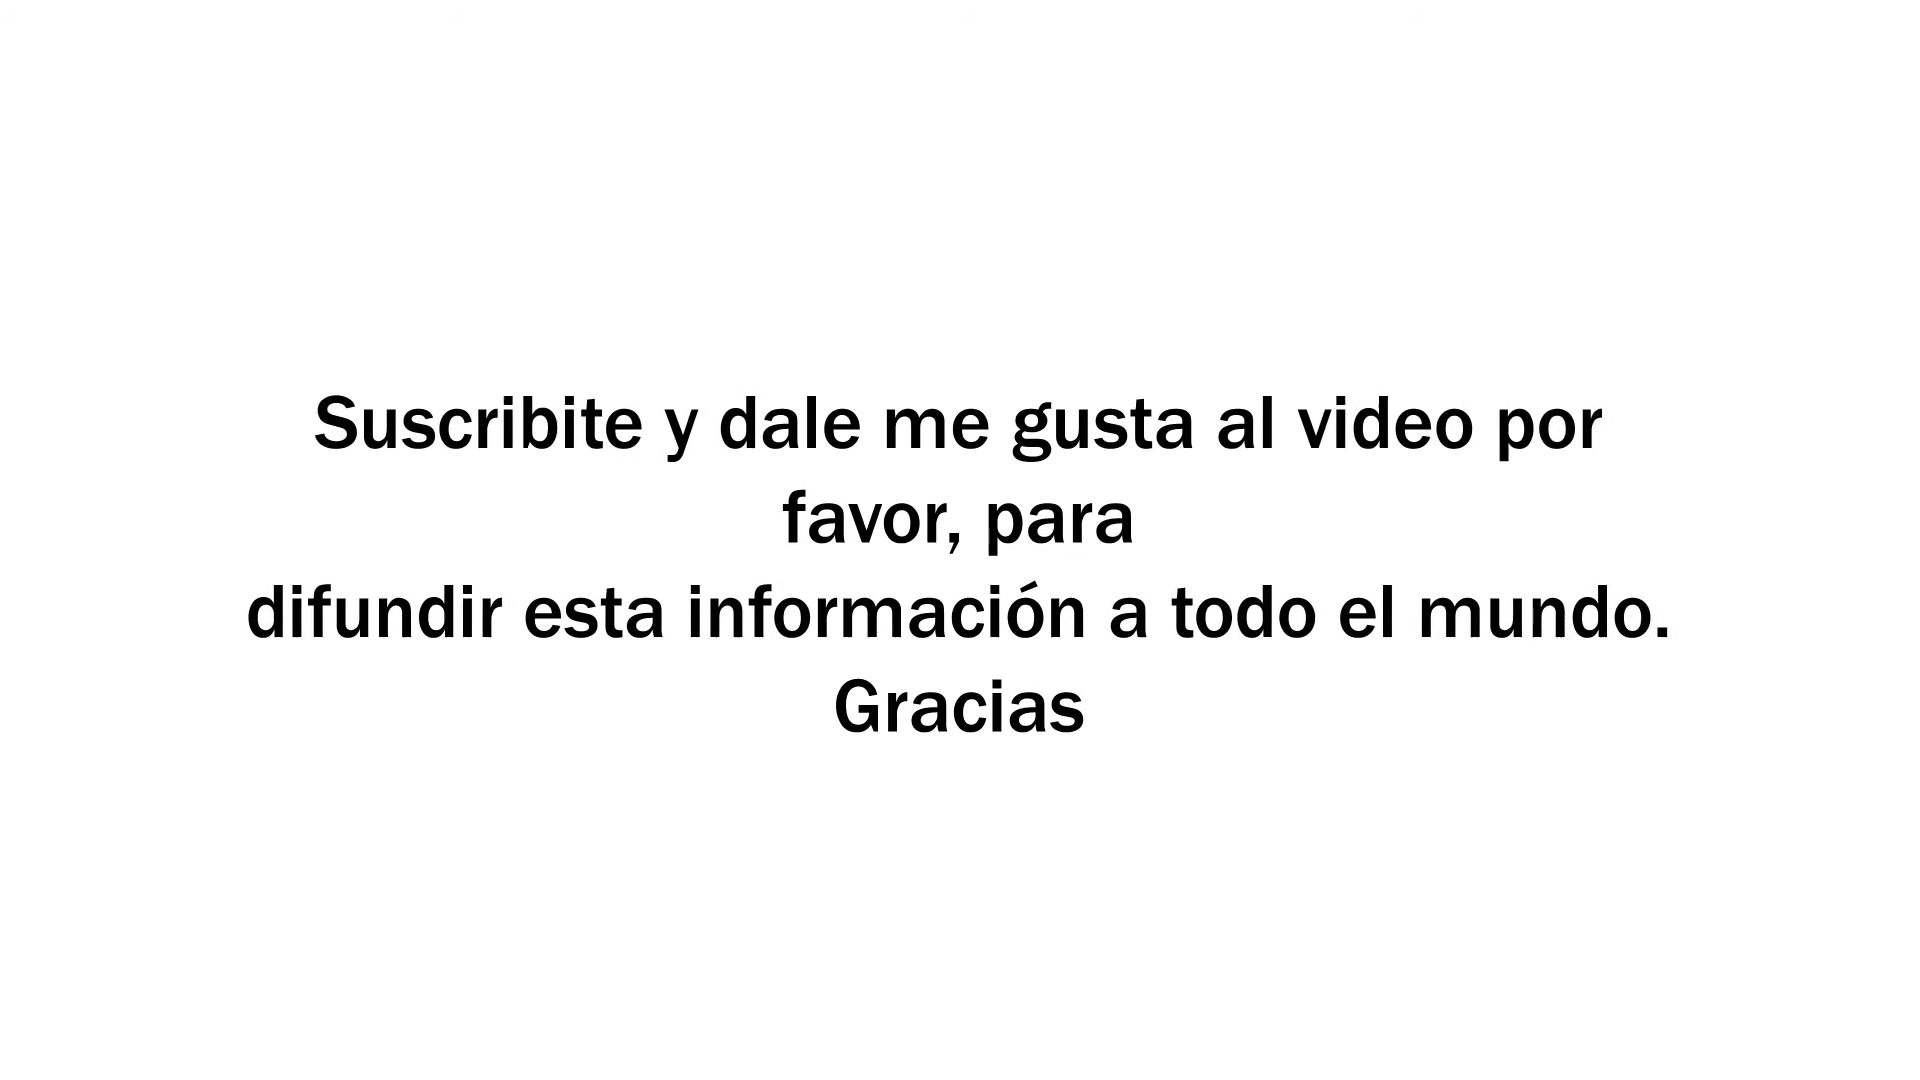 Suscribite y dale me gusta al video por
favor, para
difundir esta información a todo el mundo.
Gracias